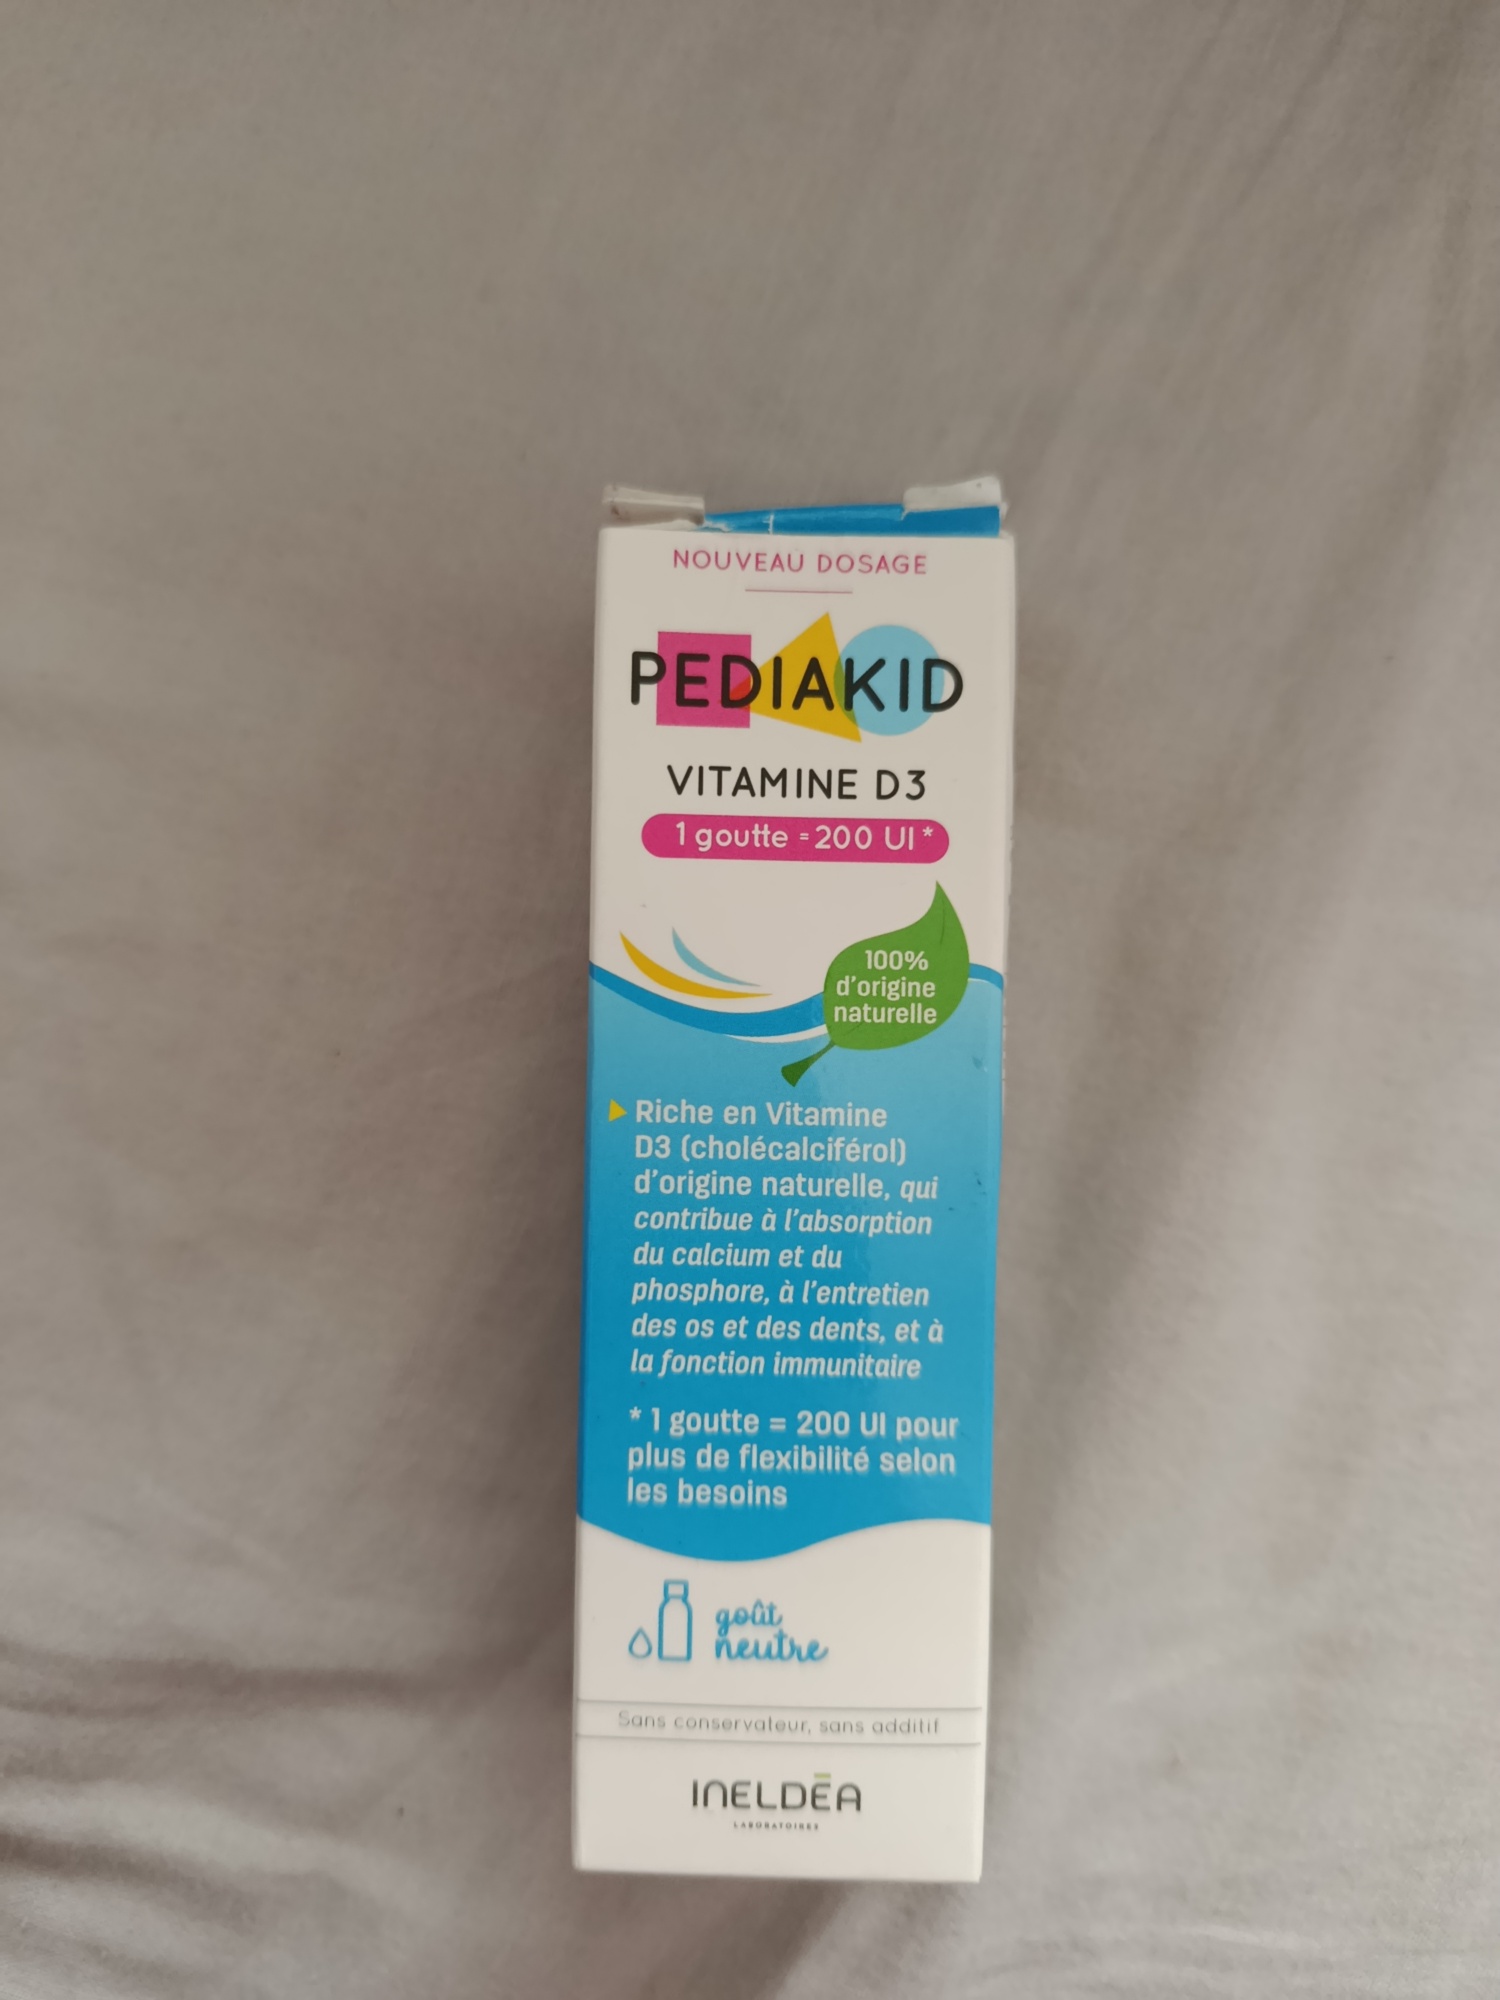 NOUVEAU DOSAGE
PEDIAKID
VITAMINE D3
1 goutte = 200 UI*
100%
d'origine
naturelle
Riche en Vitamine
D3 (cholécalciférol)
d'origine naturelle, qui
contribue à l'absorption
du calcium et du
phosphore, à l'entretien
des os et des dents, et à
la fonction immunitaire
* 1 goutte = 200 UI pour
plus de flexibilité selon
les besoins
goût
neutre
Sans conservateur, sans additif
INELDĒA
LABORATOIRES